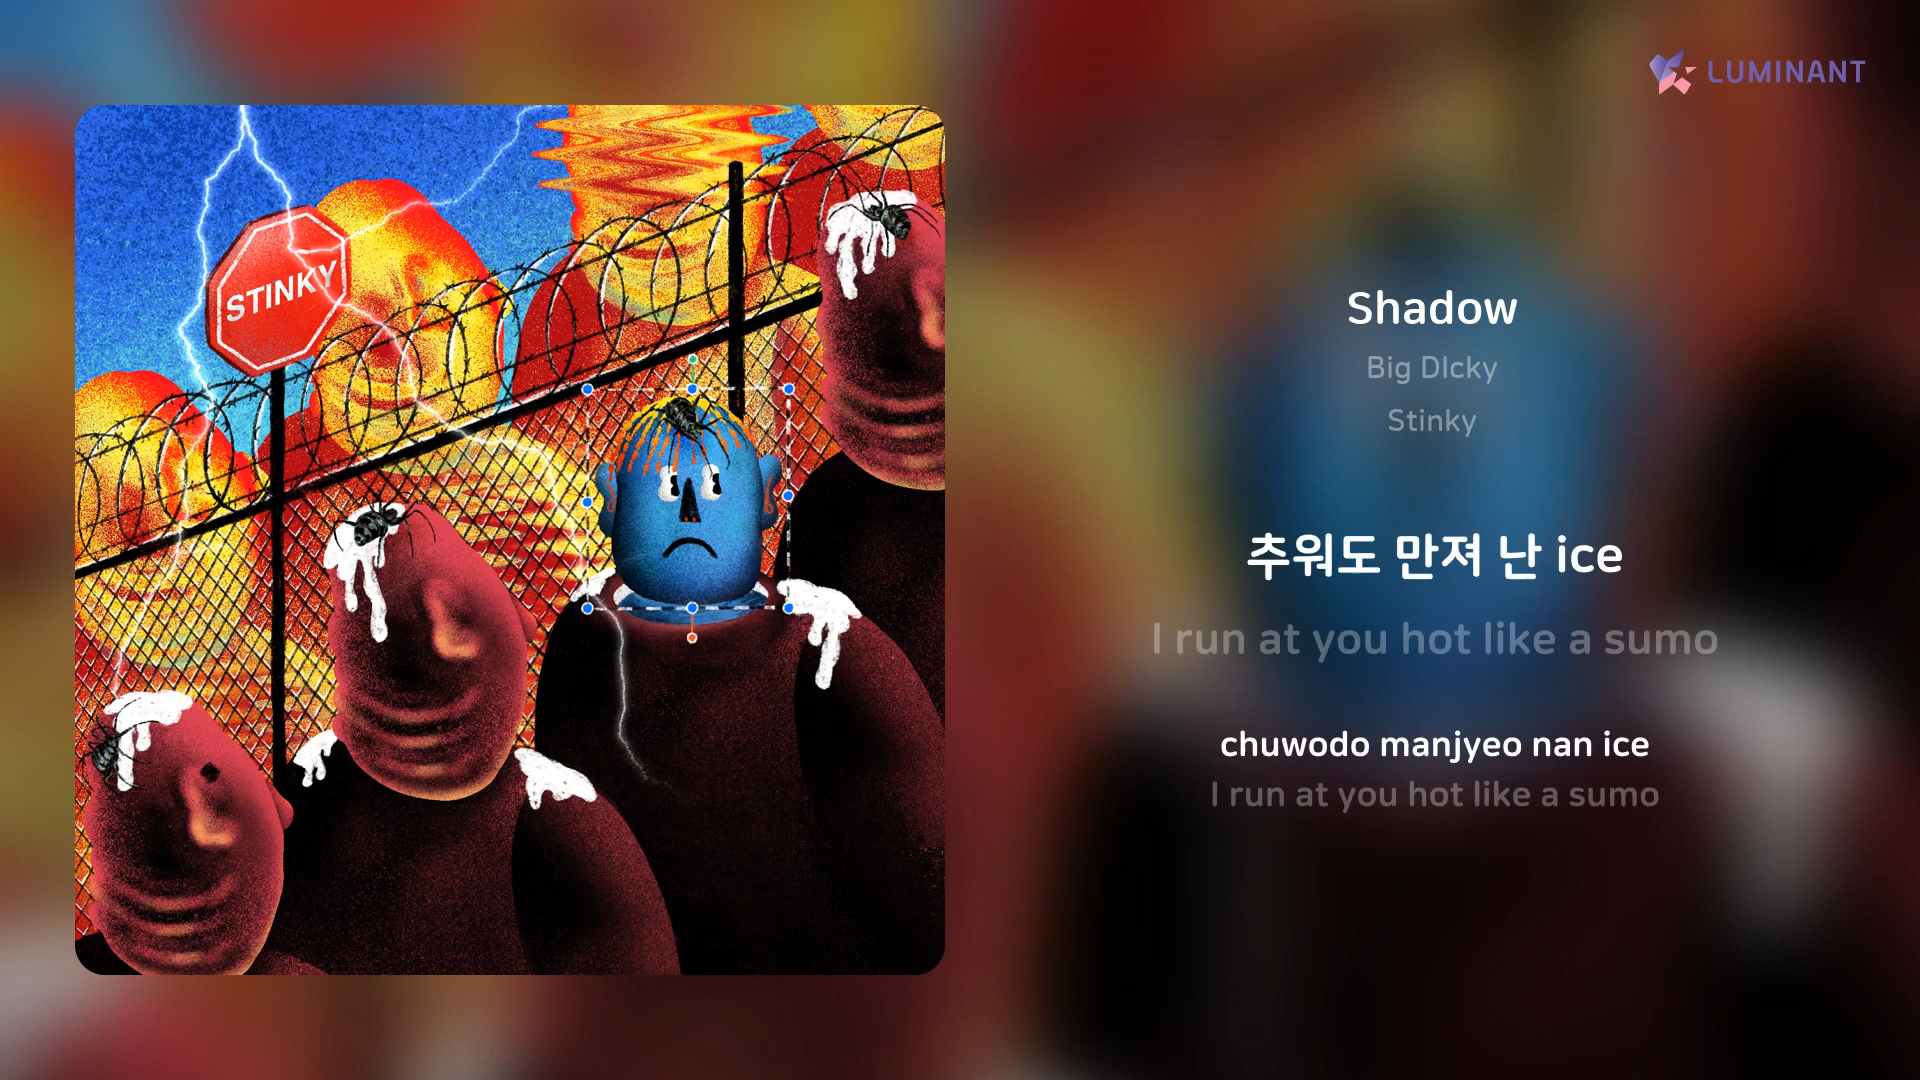 LUMINANT
STINKY
Shadow
Big DIcky
Stinky
추워도 만져 난 ice
I run at you hot like a sumo
chuwodo manjyeo nan ice
I run at you hot like a sumo